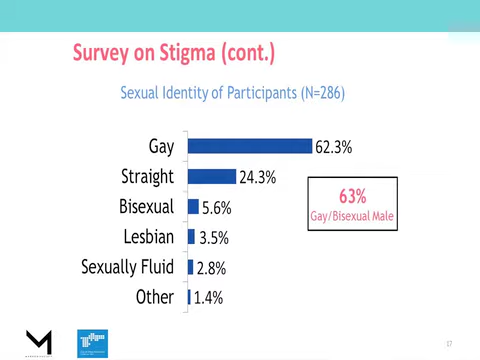 Survey on Stigma (cont.)
Sexual Identity of Participants (N=286)
Gay 62.3%
Straight 24.3%
Bisexual 5.6%
Lesbian 3.5%
Sexually Fluid 2.8%
Other 1.4%
63%
Gay/Bisexual Male
17